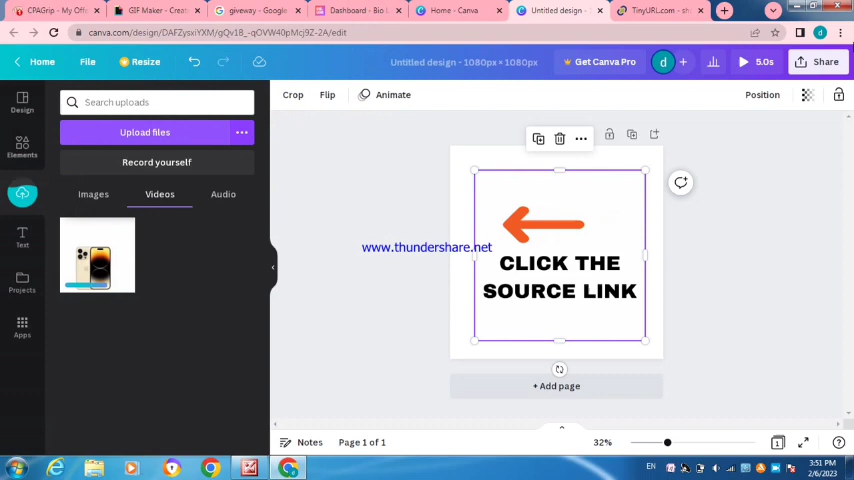 CPAGrip - My Off
GIF Maker - Creat
giveway - Google
Dashboard - Bio L
Home - Canva
Untitled design - 1
TinyURL.com - sh
canva.com/design/DAFZysxiYXM/gQv1B_-qOVW40pMcj9Z-2A/edit
Home
File
Resize
Untitled design - 1080px × 1080px
Get Canva Pro
d
5.0s
Share
Design
Elements
Text
Projects
Apps
Search uploads
Upload files
Record yourself
Images
Videos
Audio
Crop
Flip
Animate
Position
www.thundershare.net
CLICK THE
SOURCE LINK
+ Add page
Notes
Page 1 of 1
32%
1
EN
3:51 PM
2/6/2023